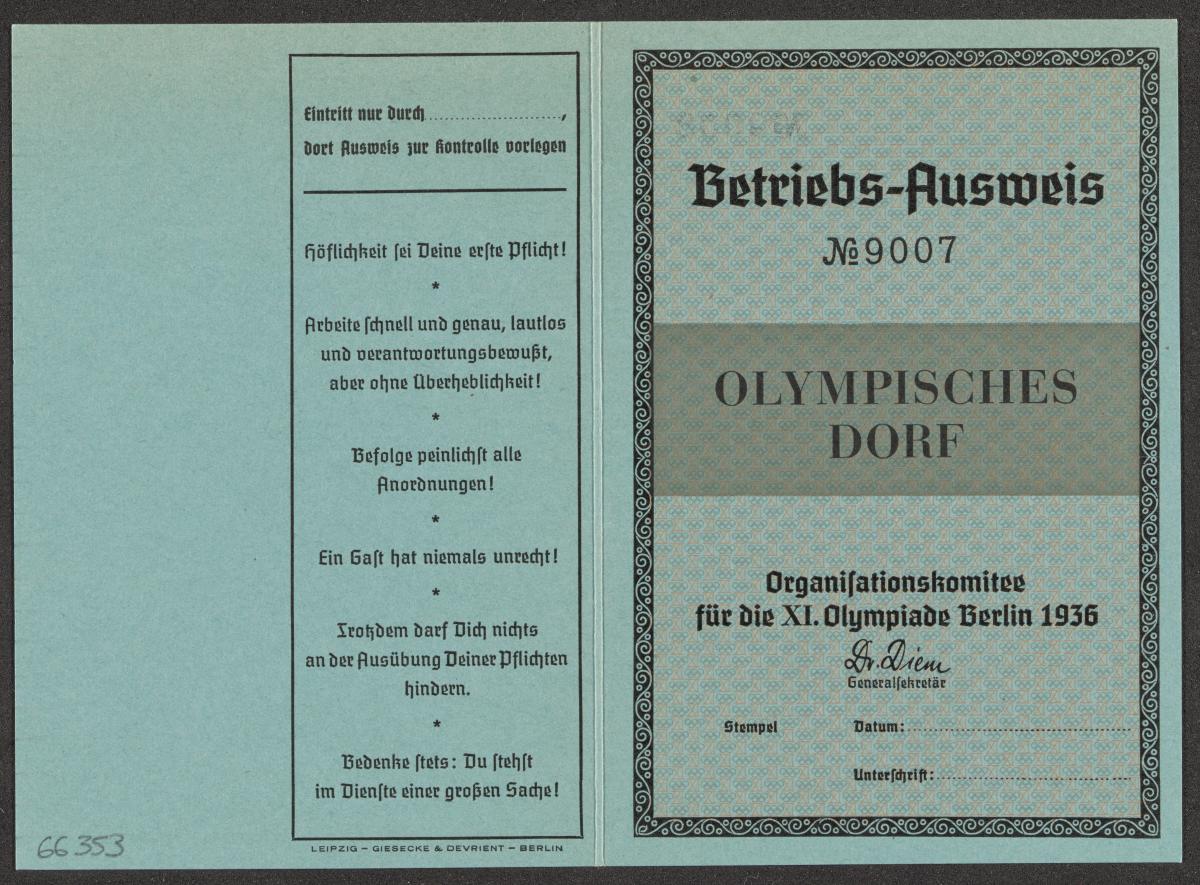 Eintritt nur durch....................,
dort Ausweis zur Kontrolle vorlegen
Höflichkeit sei Deine erste Pflicht!
*
Arbeite schnell und genau, lautlos
und verantwortungsbewußt,
aber ohne Überheblichkeit!
*
Befolge peinlichst alle
Anordnungen!
*
Ein Gast hat niemals unrecht!
*
Trotzdem darf Dich nichts
an der Ausübung Deiner Pflichten
hindern.
*
Bedenke stets: Du stehst
im Dienste einer großen Sache!
LEIPZIG – GIESECKE & DEVRIENT – BERLIN
66353
Betriebs-Ausweis
№ 9007
OLYMPISCHES
DORF
Organisationskomitee
für die XI. Olympiade Berlin 1936
Dr. Diem
Generalsekretär
Stempel Datum:....................
Unterschrift:....................